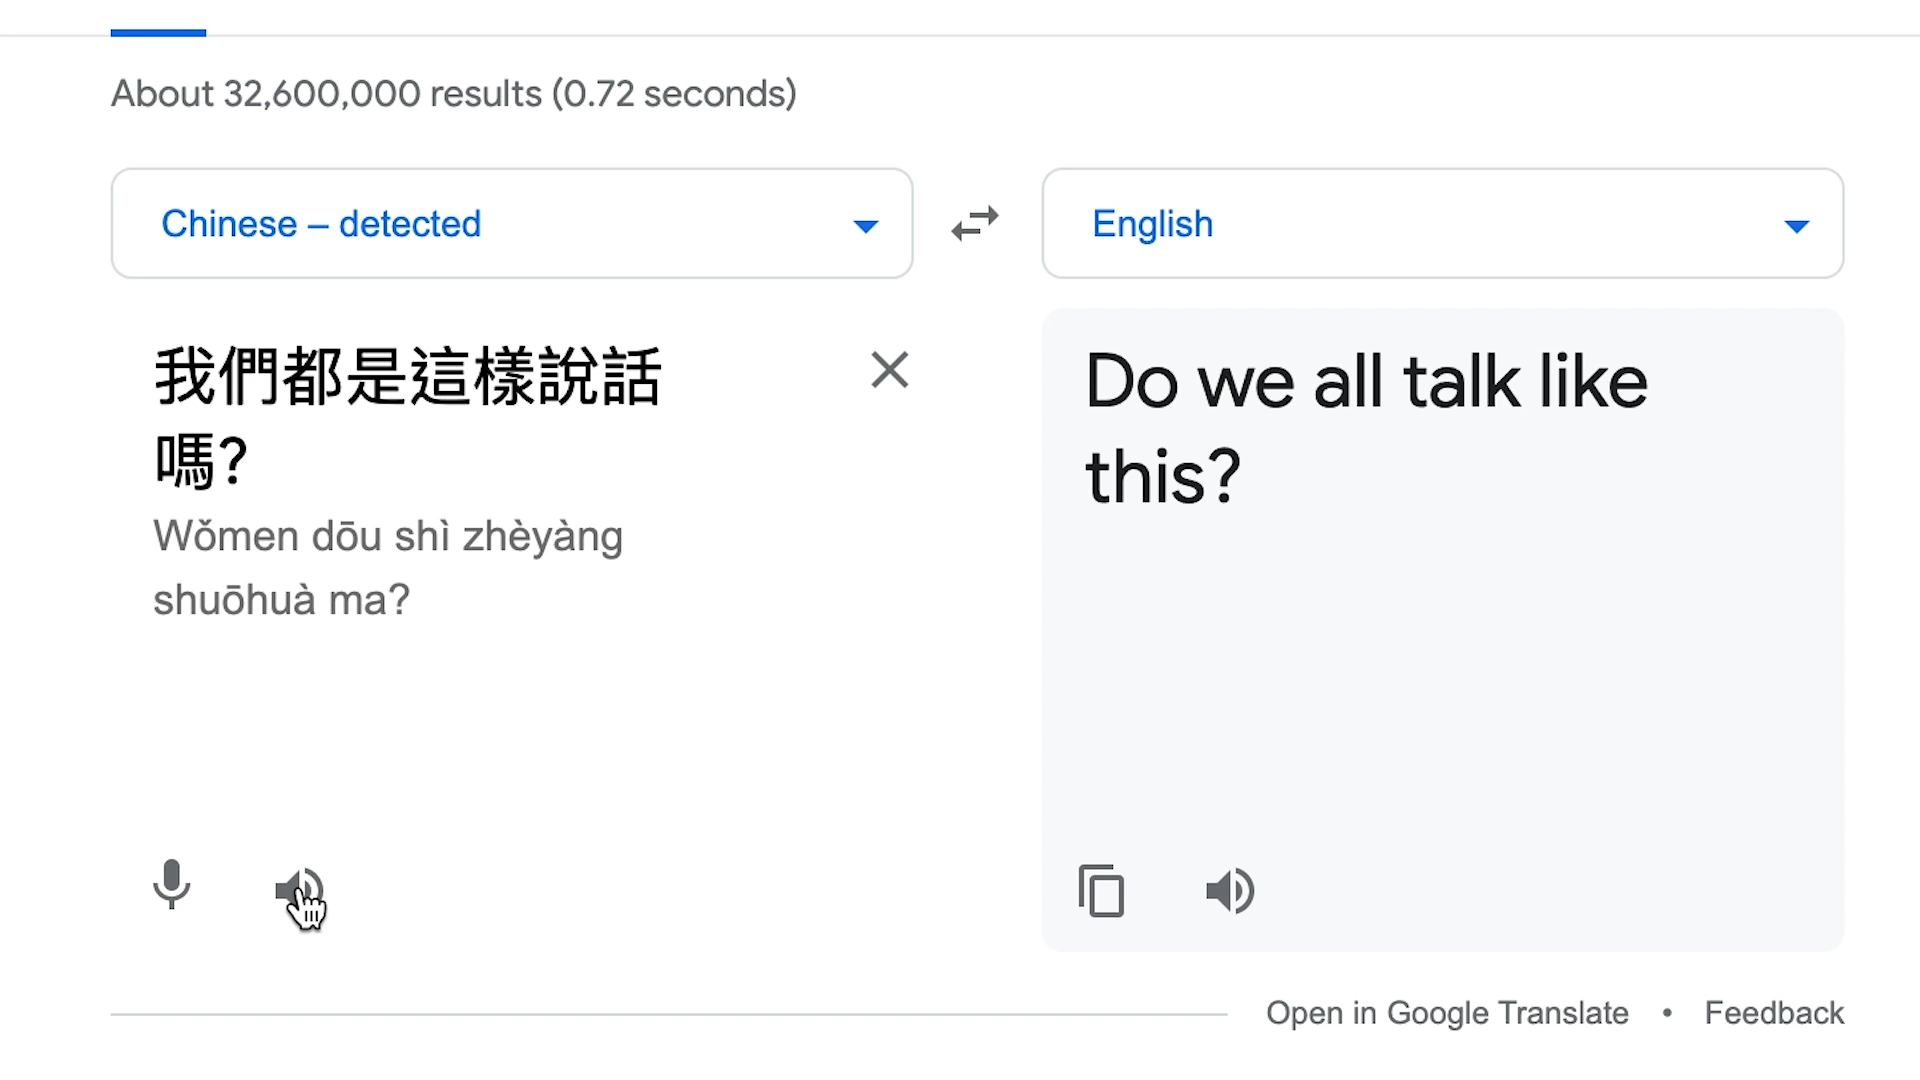 About 32,600,000 results (0.72 seconds)
Chinese – detected
English
我們都是這樣說話
嗎?
Wǒmen dōu shì zhèyàng
shuōhuà ma?
Do we all talk like
this?
Open in Google Translate • Feedback